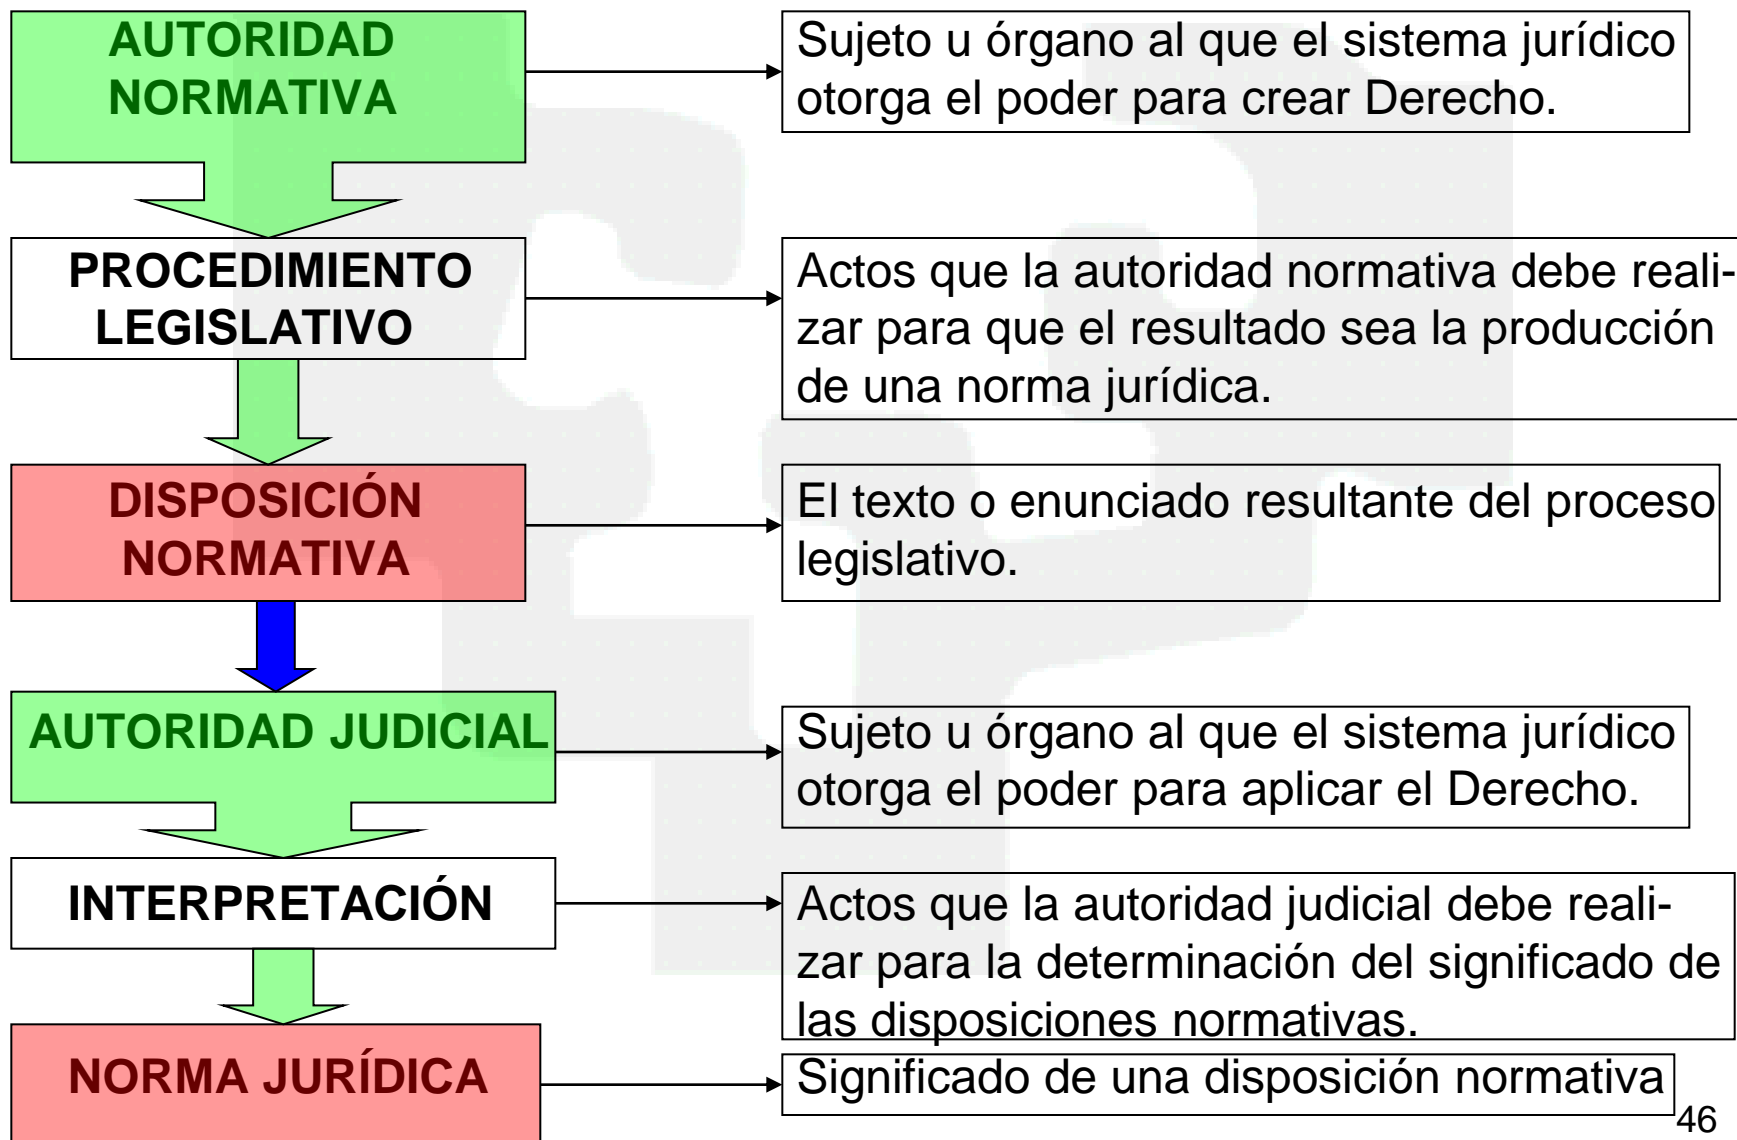 AUTORIDAD
NORMATIVA
Sujeto u órgano al que el sistema jurídico
otorga el poder para crear Derecho.
PROCEDIMIENTO
LEGISLATIVO
Actos que la autoridad normativa debe reali-
zar para que el resultado sea la producción
de una norma jurídica.
DISPOSICIÓN
NORMATIVA
El texto o enunciado resultante del proceso
legislativo.
AUTORIDAD JUDICIAL
Sujeto u órgano al que el sistema jurídico
otorga el poder para aplicar el Derecho.
INTERPRETACIÓN
Actos que la autoridad judicial debe reali-
zar para la determinación del significado de
las disposiciones normativas.
NORMA JURÍDICA
Significado de una disposición normativa
46